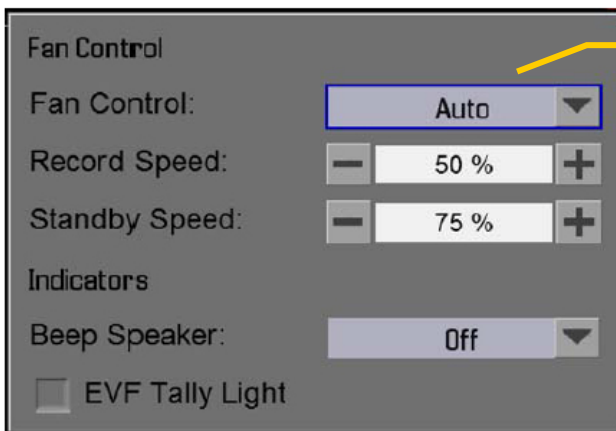 Fan Control
Fan Control: Auto
Record Speed: 50 %
Standby Speed: 75 %
Indicators
Beep Speaker: Off
EVF Tally Light